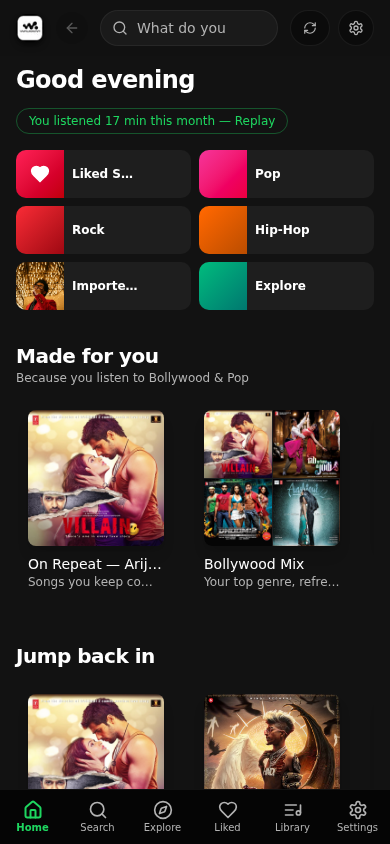 What do you
Good evening
You listened 17 min this month — Replay
Liked S...
Pop
Rock
Hip-Hop
Importe...
Explore
Made for you
Because you listen to Bollywood & Pop
VILLAIN
On Repeat — Arij...
Songs you keep co...
Bollywood Mix
Your top genre, refre...
Jump back in
Home
Search
Explore
Liked
Library
Settings